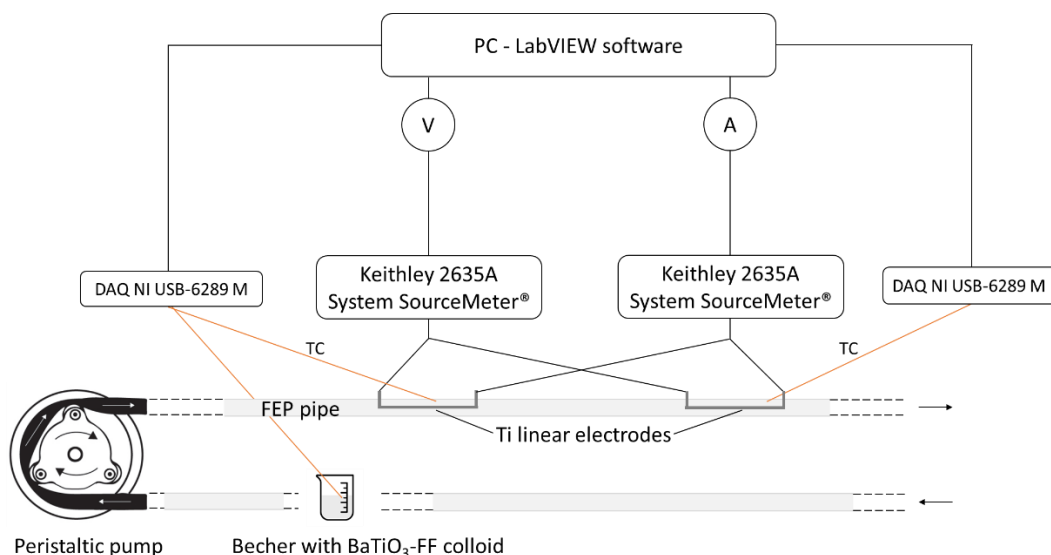 PC - LabVIEW software
V
A
Keithley 2635A
System SourceMeter®
Keithley 2635A
System SourceMeter®
DAQ NI USB-6289 M
DAQ NI USB-6289 M
TC
TC
FEP pipe
Ti linear electrodes
Peristaltic pump
Becher with BaTiO₃-FF colloid